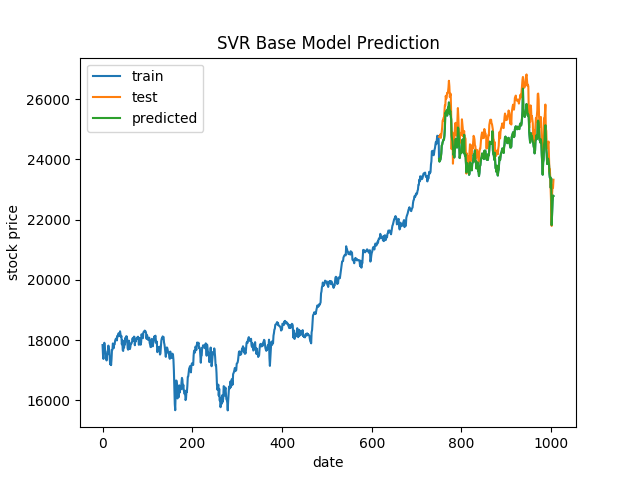 SVR Base Model Prediction
train
test
predicted
stock price
26000
24000
22000
20000
18000
16000
0 200 400 600 800 1000
date